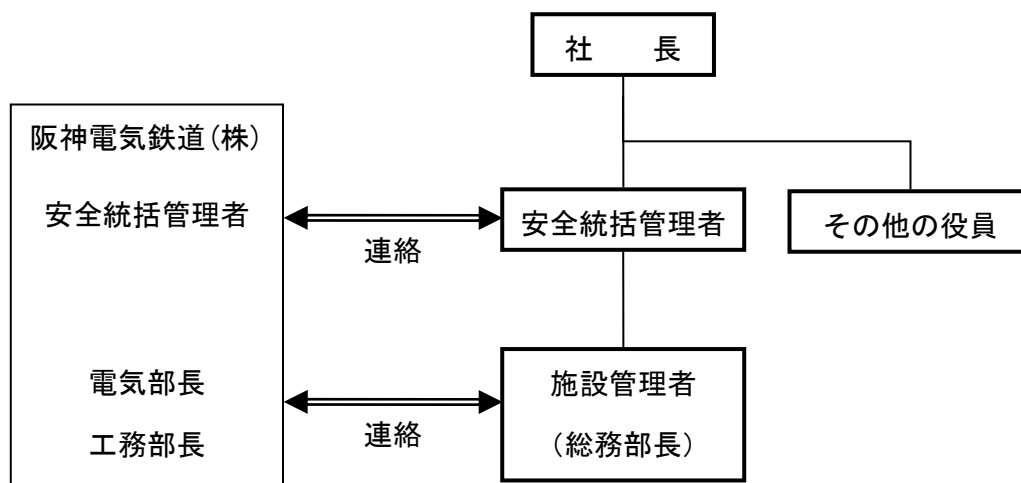 社　　長
阪神電気鉄道(株)
安全統括管理者
連絡
安全統括管理者
その他の役員
電気部長
工務部長
連絡
施設管理者
(総務部長)